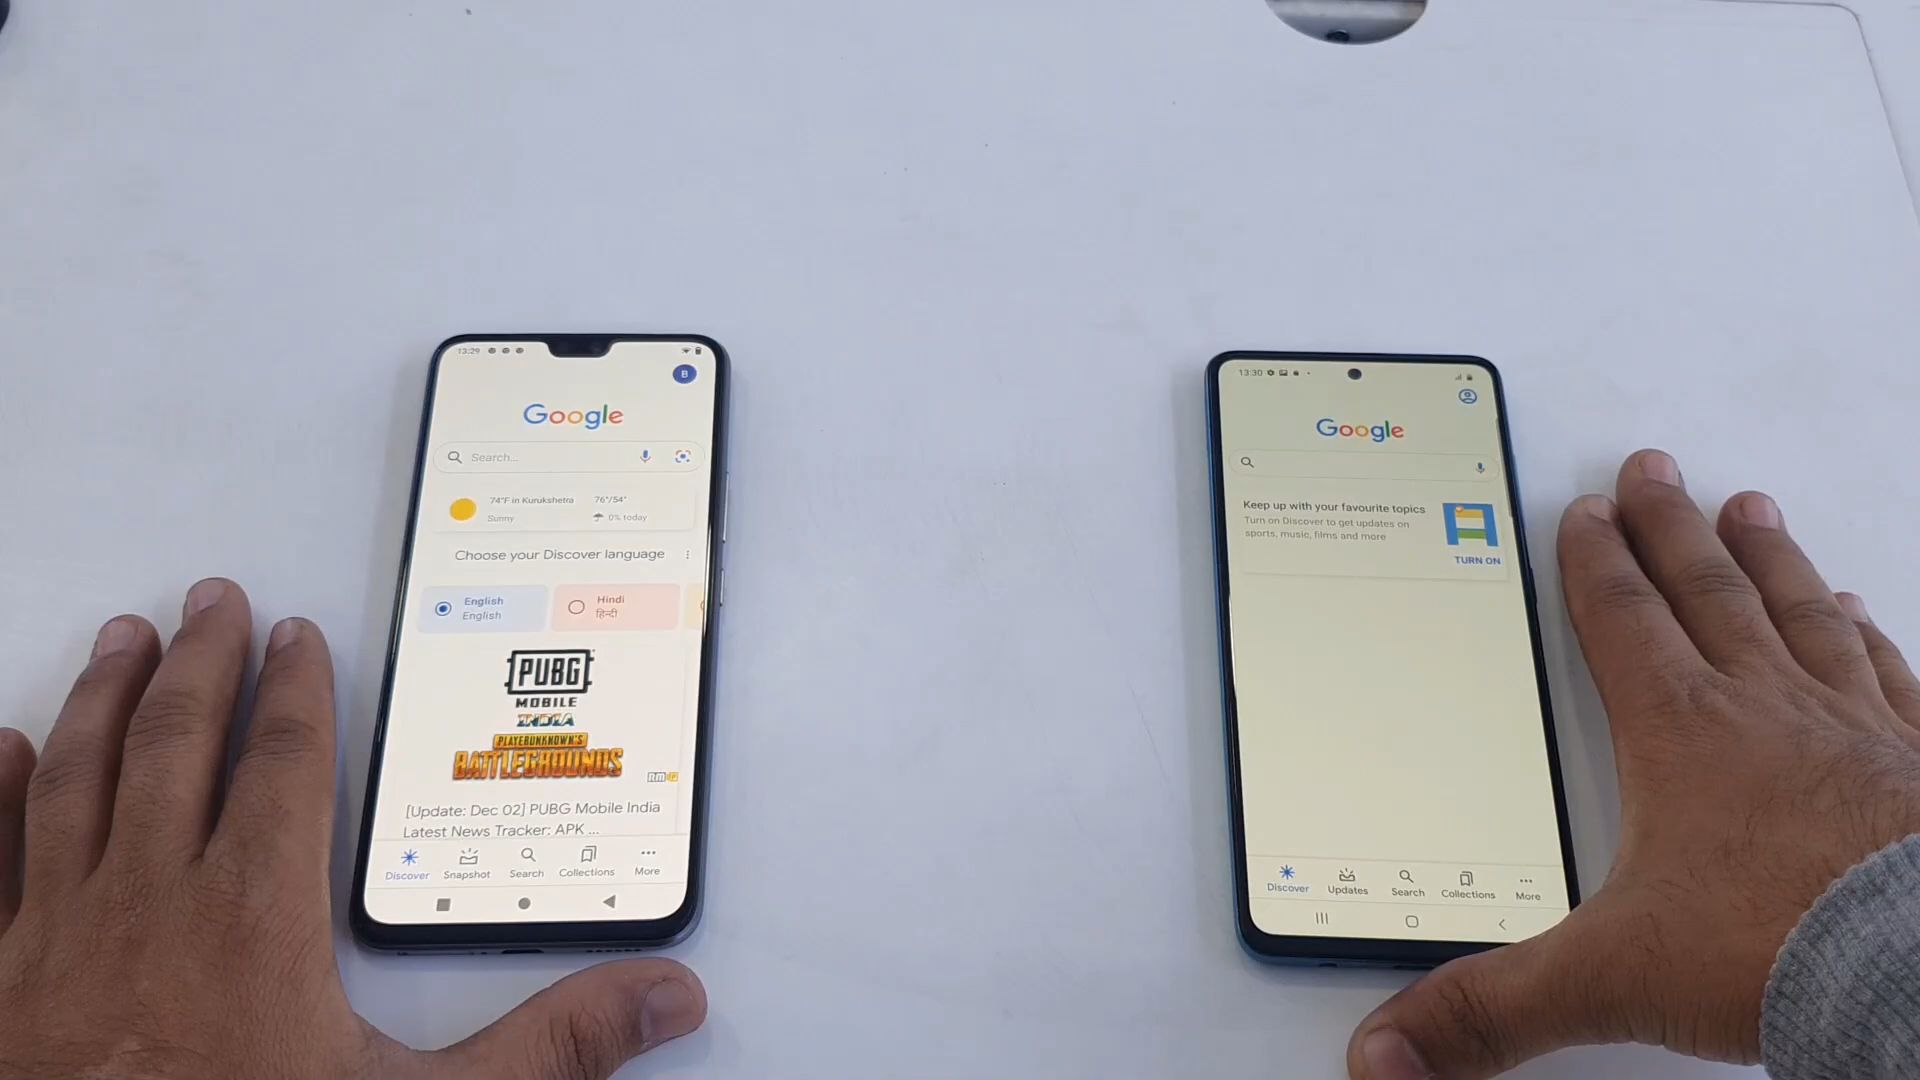 13:29
B
Google
Search...
74°F in Kurukshetra 76°/54°
Sunny 0% today
Choose your Discover language
English
English
Hindi
हिन्दी
PUBG
MOBILE
INDIA
PLAYERUNKNOWN'S
BATTLEGROUNDS
[Update: Dec 02] PUBG Mobile India
Latest News Tracker: APK ...
Discover Snapshot Search Collections More
13:30
Google
Keep up with your favourite topics
Turn on Discover to get updates on
sports, music, films and more
TURN ON
Discover Updates Search Collections More